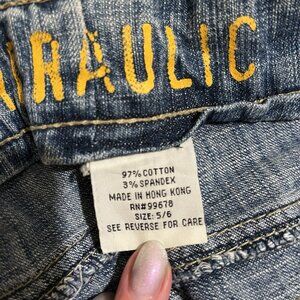 RAULIC
97% COTTON
3% SPANDEX
MADE IN HONG KONG
RN#99678
SIZE: 5/6
SEE REVERSE FOR CARE